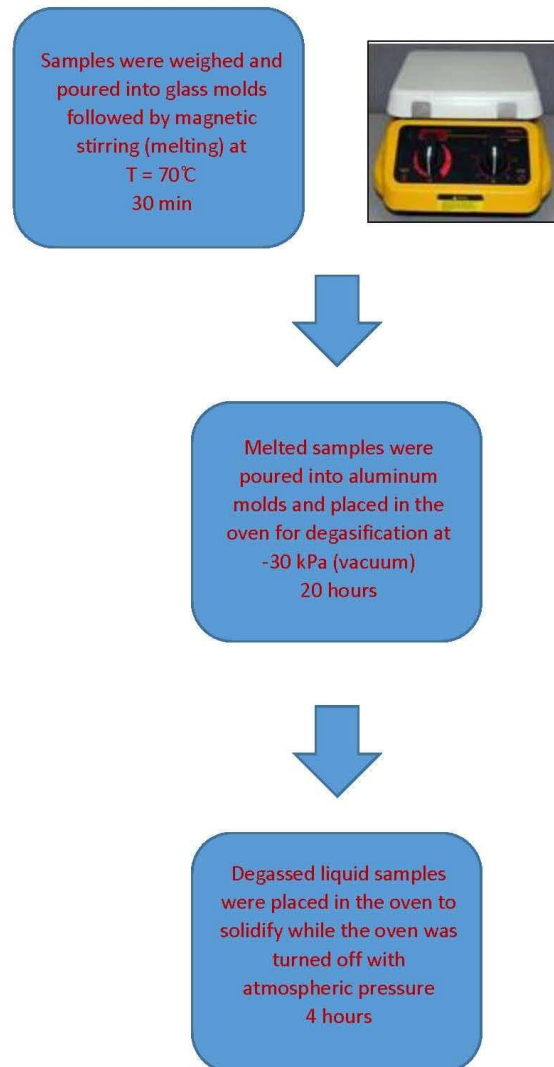 Samples were weighed and
poured into glass molds
followed by magnetic
stirring (melting) at
T = 70℃
30 min
Melted samples were
poured into aluminum
molds and placed in the
oven for degasification at
-30 kPa (vacuum)
20 hours
Degassed liquid samples
were placed in the oven to
solidify while the oven was
turned off with
atmospheric pressure
4 hours